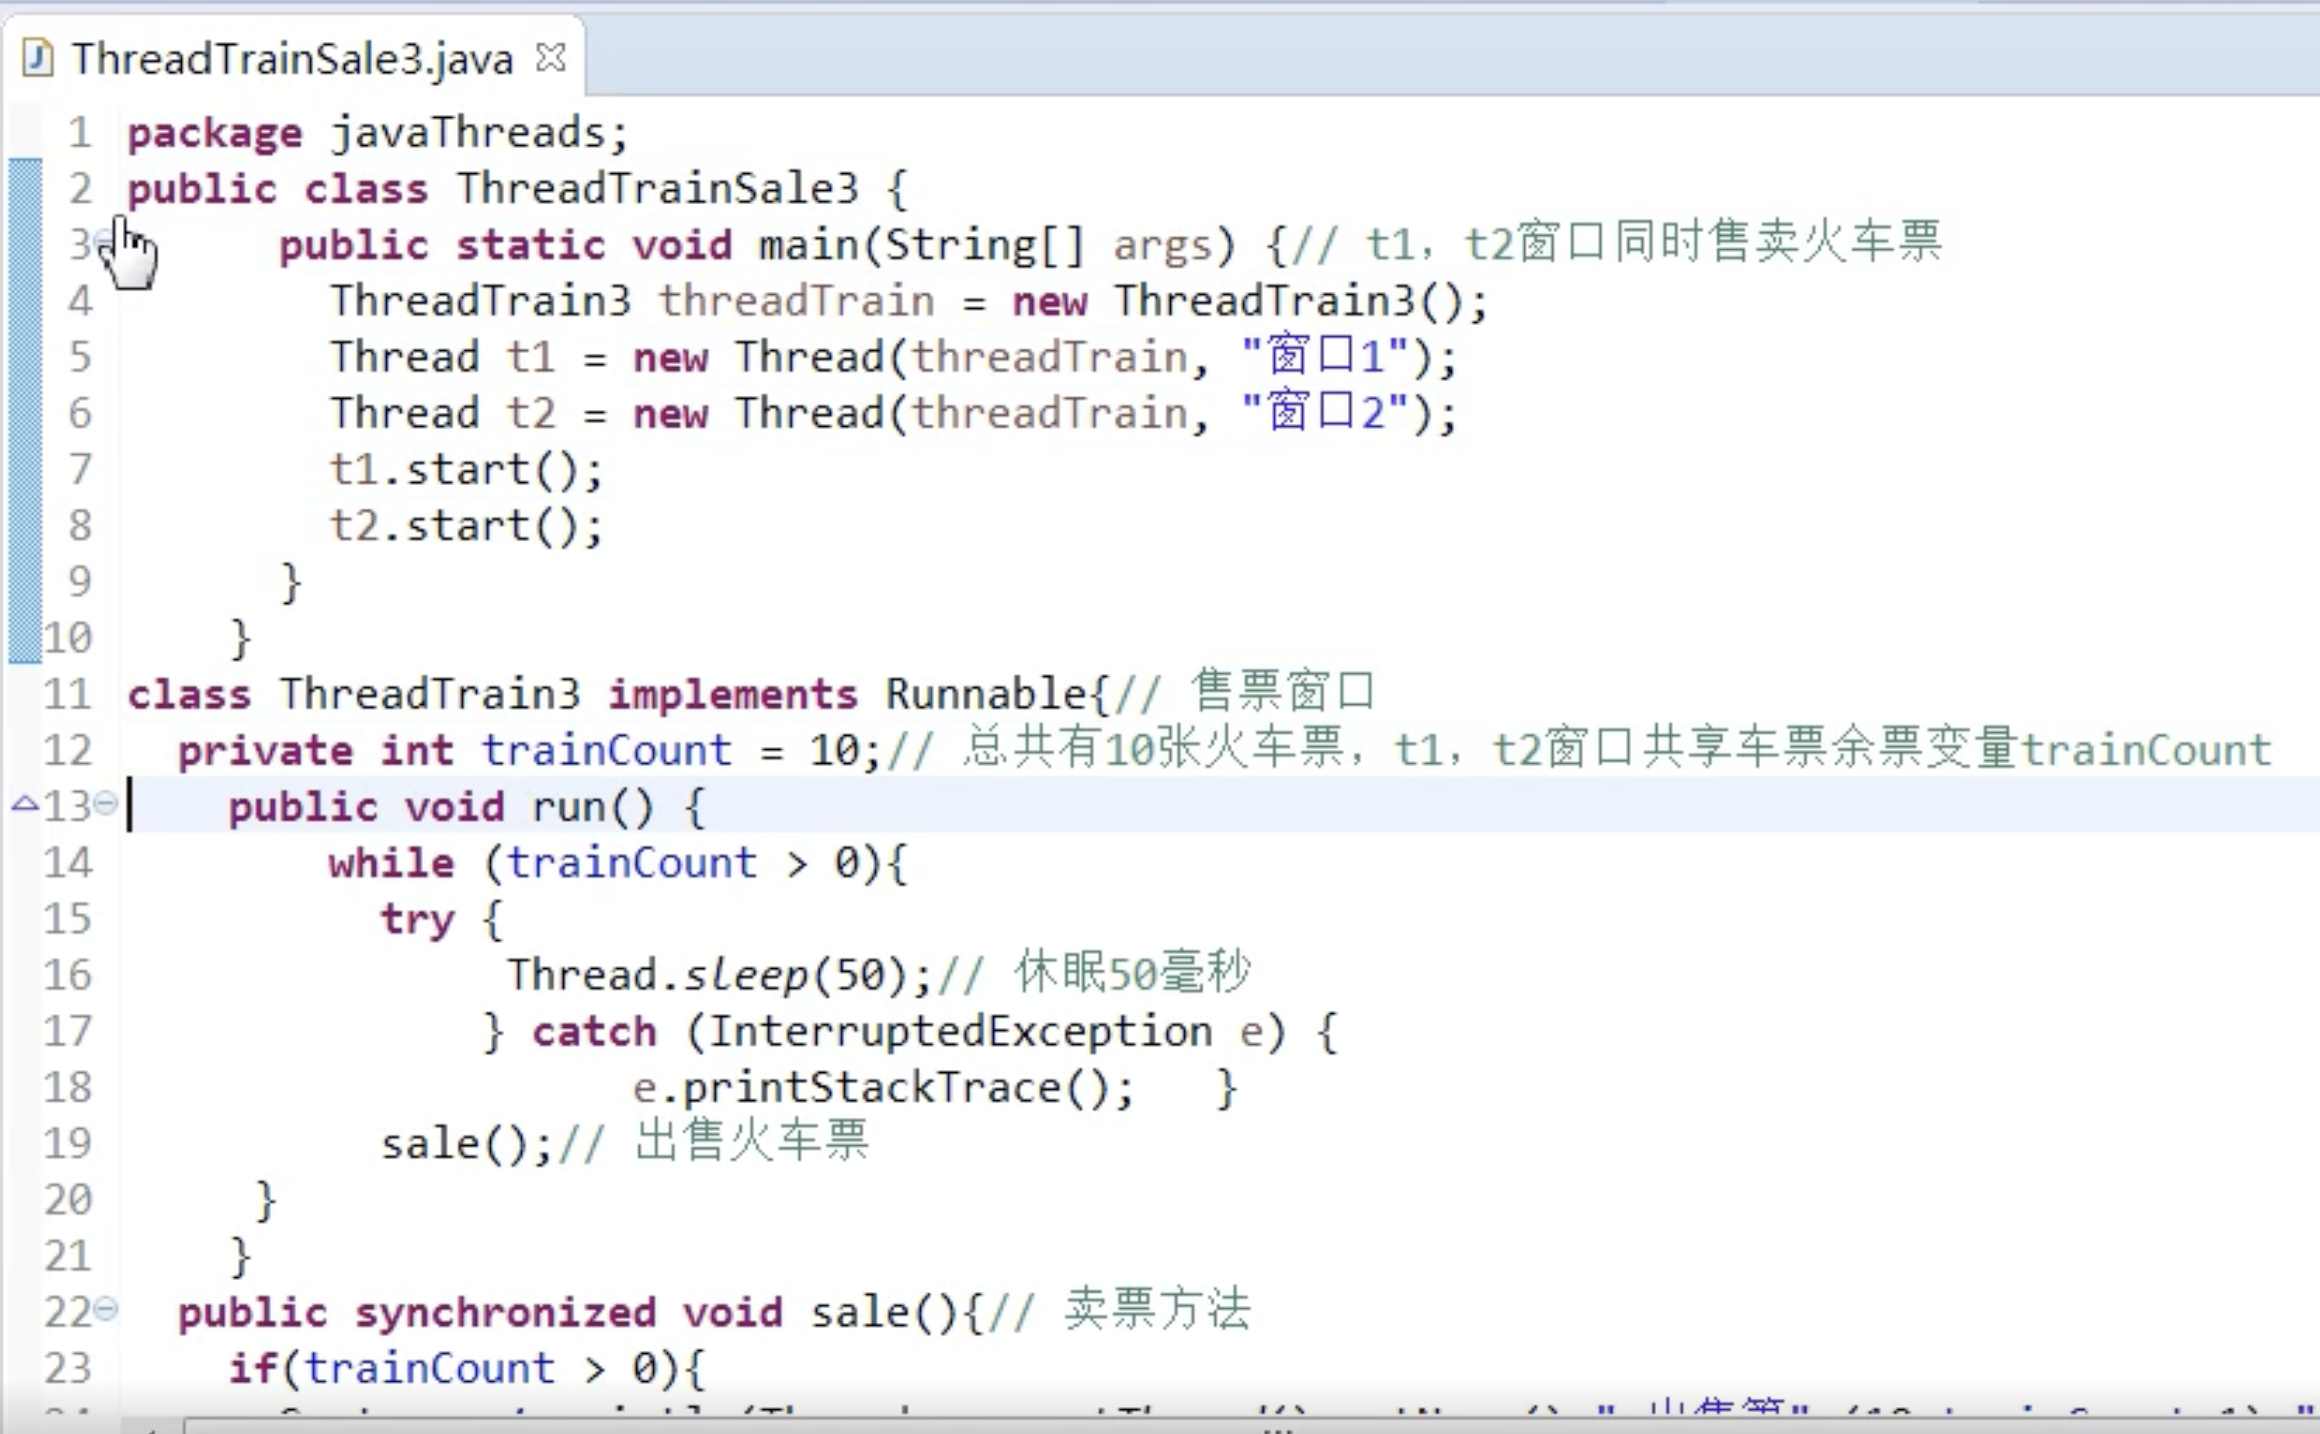 ThreadTrainSale3.java
1 package javaThreads;
2 public class ThreadTrainSale3 {
3 public static void main(String[] args) {// t1, t2窗口同时售卖火车票
4 ThreadTrain3 threadTrain = new ThreadTrain3();
5 Thread t1 = new Thread(threadTrain, "窗口1");
6 Thread t2 = new Thread(threadTrain, "窗口2");
7 t1.start();
8 t2.start();
9 }
10 }
11 class ThreadTrain3 implements Runnable{// 售票窗口
12 private int trainCount = 10;// 总共有10张火车票, t1, t2窗口共享车票余票变量trainCount
13 public void run() {
14 while (trainCount > 0){
15 try {
16 Thread.sleep(50);// 休眠50毫秒
17 } catch (InterruptedException e) {
18 e.printStackTrace(); }
19 sale();// 出售火车票
20 }
21 }
22 public synchronized void sale(){// 卖票方法
23 if(trainCount > 0){